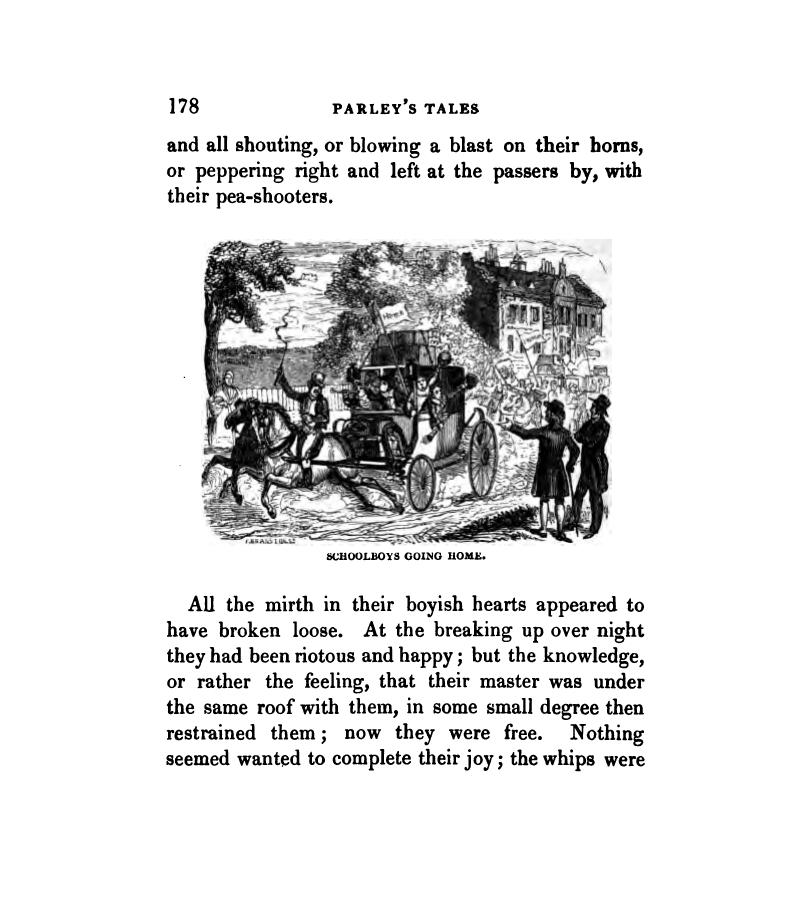 178
PARLEY'S TALES
and all shouting, or blowing a blast on their horns,
or peppering right and left at the passers by, with
their pea-shooters.
SCHOOLBOYS GOING HOME.
All the mirth in their boyish hearts appeared to
have broken loose. At the breaking up over night
they had been riotous and happy; but the knowledge,
or rather the feeling, that their master was under
the same roof with them, in some small degree then
restrained them; now they were free. Nothing
seemed wanted to complete their joy; the whips were